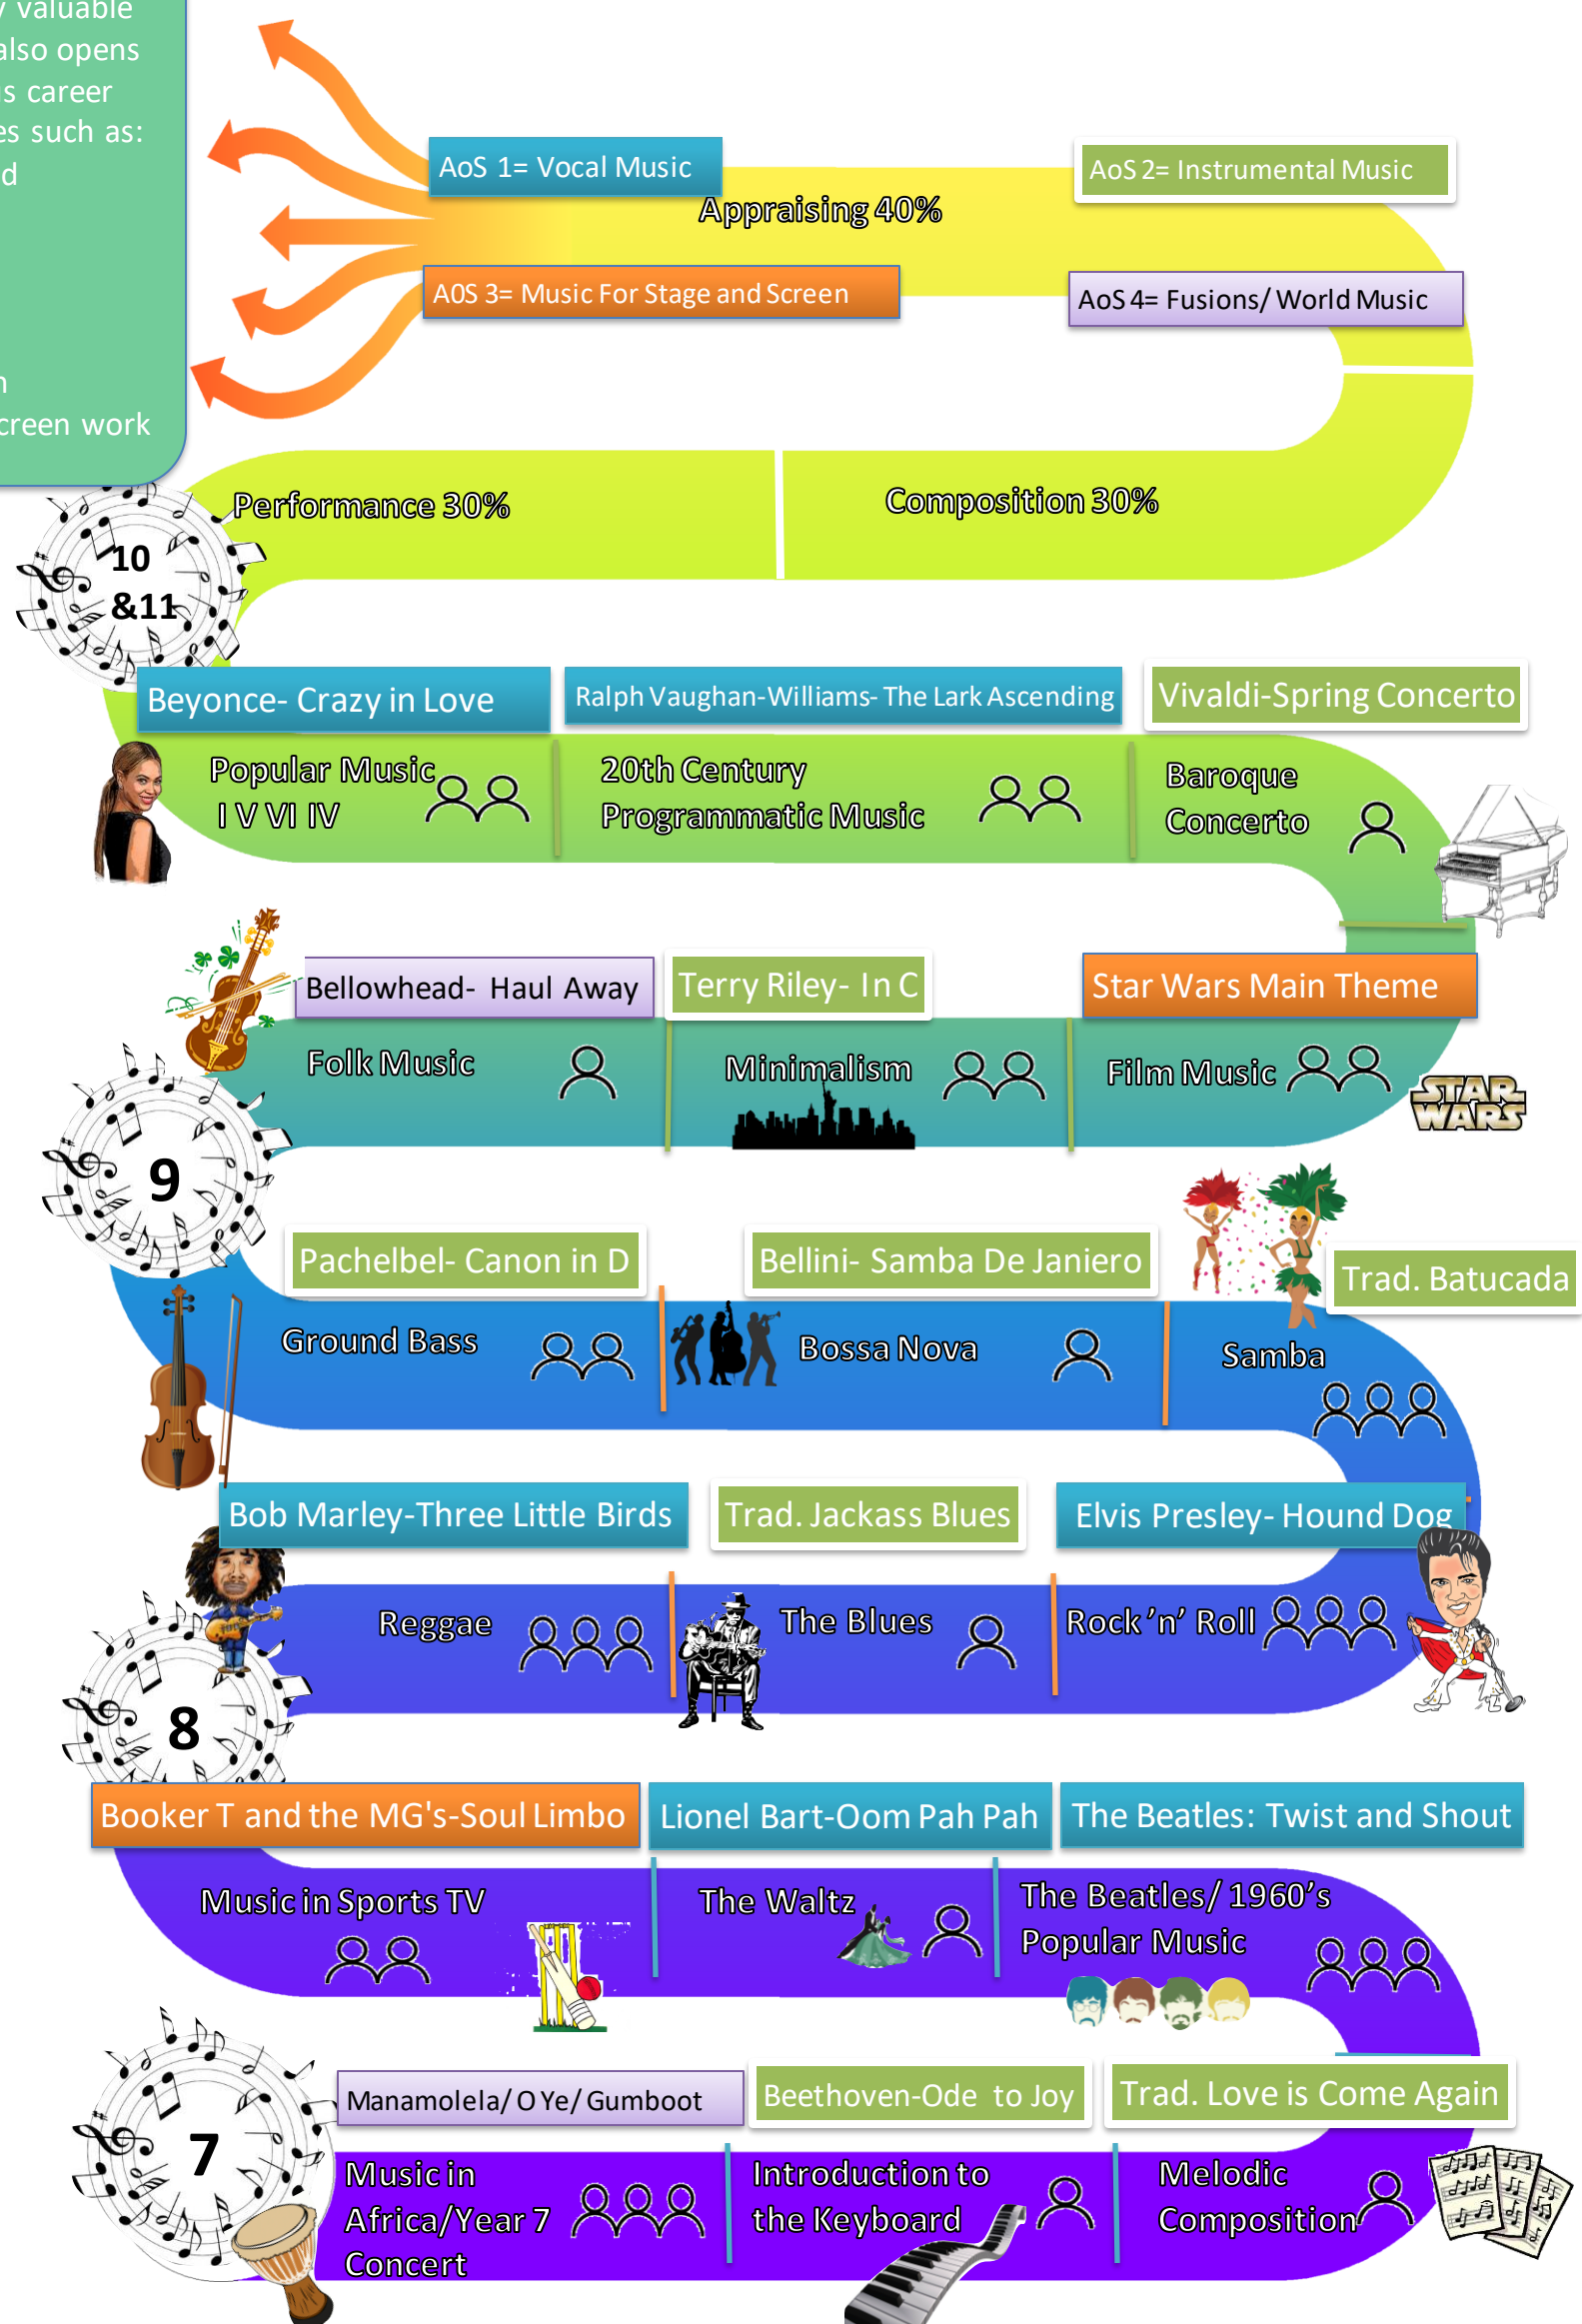 y valuable
also opens
s career
es such as:
d
n
creen work
AoS 1= Vocal Music
AoS 2= Instrumental Music
Appraising 40%
A0S 3= Music For Stage and Screen
AoS 4= Fusions/ World Music
Performance 30%
Composition 30%
10
&11
Beyonce- Crazy in Love
Ralph Vaughan-Williams- The Lark Ascending
Vivaldi-Spring Concerto
Popular Music
I V VI IV
20th Century
Programmatic Music
Baroque
Concerto
Bellowhead- Haul Away
Terry Riley- In C
Star Wars Main Theme
Folk Music
Minimalism
Film Music
STAR
WARS
9
Pachelbel- Canon in D
Bellini- Samba De Janiero
Trad. Batucada
Ground Bass
Bossa Nova
Samba
Bob Marley-Three Little Birds
Trad. Jackass Blues
Elvis Presley- Hound Dog
Reggae
The Blues
Rock 'n' Roll
8
Booker T and the MG's-Soul Limbo
Lionel Bart-Oom Pah Pah
The Beatles: Twist and Shout
Music in Sports TV
The Waltz
The Beatles/ 1960's
Popular Music
7
Manamolela/ O Ye/ Gumboot
Beethoven-Ode to Joy
Trad. Love is Come Again
Music in
Africa/Year 7
Concert
Introduction to
the Keyboard
Melodic
Composition